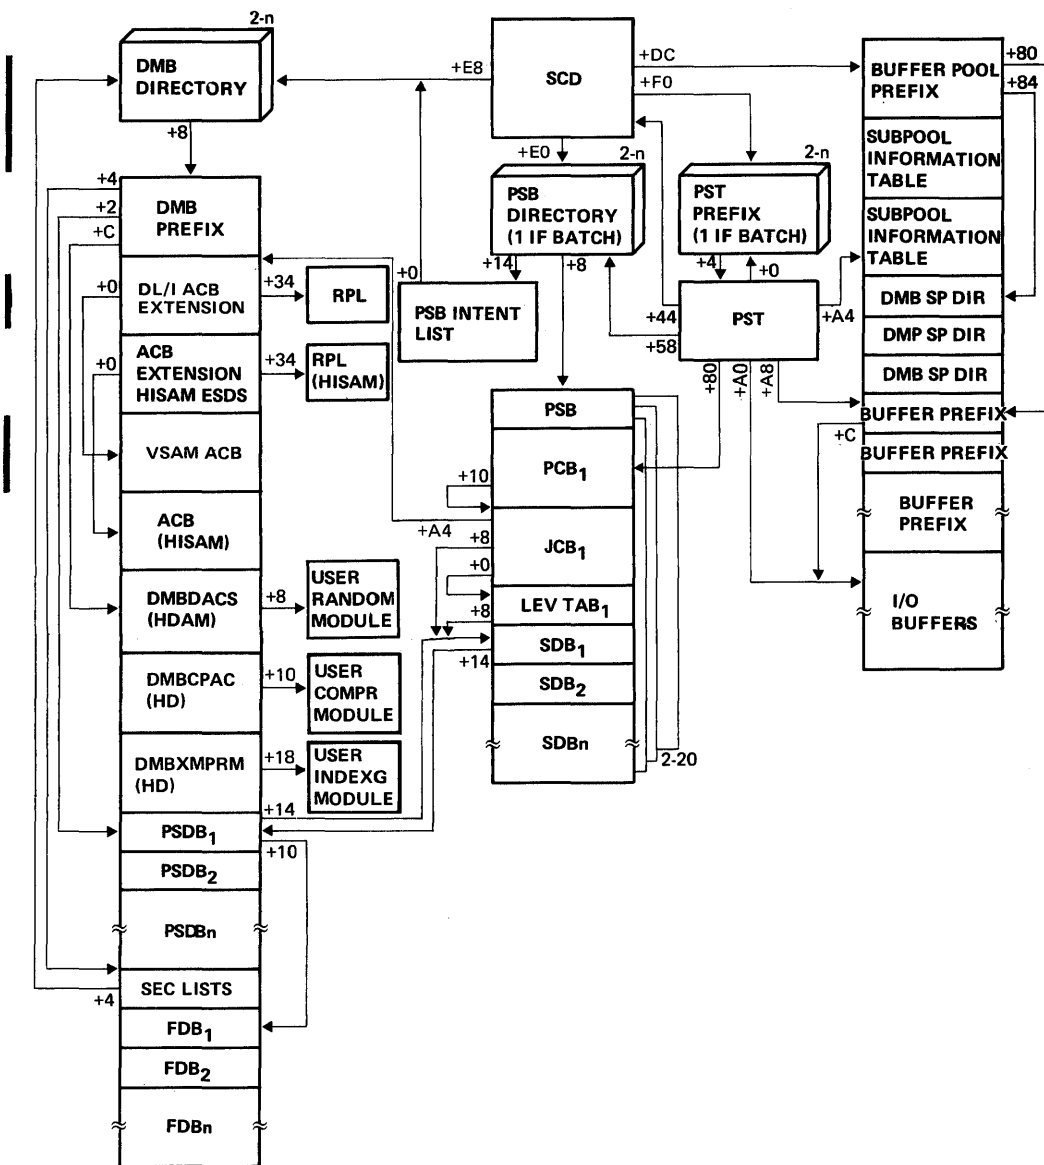 2-n
DMB
DIRECTORY
+8
+E8
SCD
+DC
+F0
+E0
2-n
PSB
DIRECTORY
(1 IF BATCH)
+14
+8
2-n
PST
PREFIX
(1 IF BATCH)
+4
+0
+0
PSB INTENT
LIST
PST
+44
+58
+A4
+80
+A0
+A8
+80
+84
BUFFER POOL
PREFIX
SUBPOOL
INFORMATION
TABLE
SUBPOOL
INFORMATION
TABLE
DMB SP DIR
DMP SP DIR
DMB SP DIR
BUFFER PREFIX
+C
BUFFER PREFIX
BUFFER
PREFIX
I/O
BUFFERS
+4
+2
+C
DMB
PREFIX
+0
DL/I ACB
EXTENSION
+34
RPL
+0
ACB
EXTENSION
HISAM ESDS
+34
RPL
(HISAM)
VSAM ACB
ACB
(HISAM)
DMBDACS
(HDAM)
+8
USER
RANDOM
MODULE
DMBCPAC
(HD)
+10
USER
COMPR
MODULE
DMBXMPRM
(HD)
+18
USER
INDEXG
MODULE
+14
PSDB1
+10
PSDB2
PSDBn
SEC LISTS
+4
FDB1
FDB2
FDBn
PSB
PCB1
+10
+A4
JCB1
+8
+0
LEV TAB1
+8
SDB1
+14
SDB2
SDBn
2-20